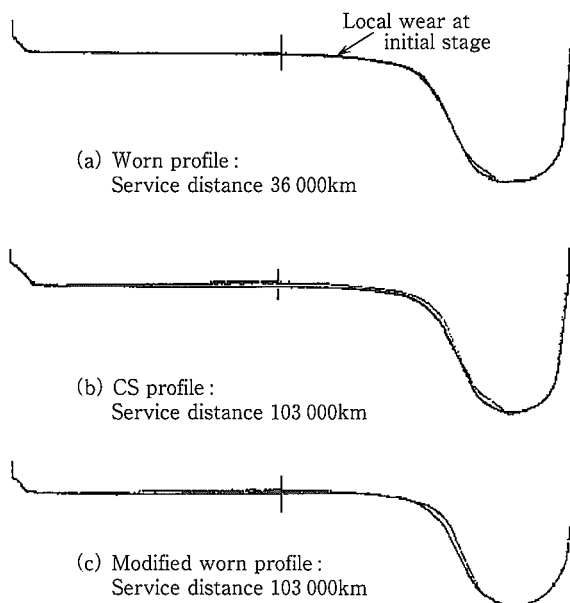 Local wear at
initial stage
(a) Worn profile :
Service distance 36 000km
(b) CS profile :
Service distance 103 000km
(c) Modified worn profile :
Service distance 103 000km